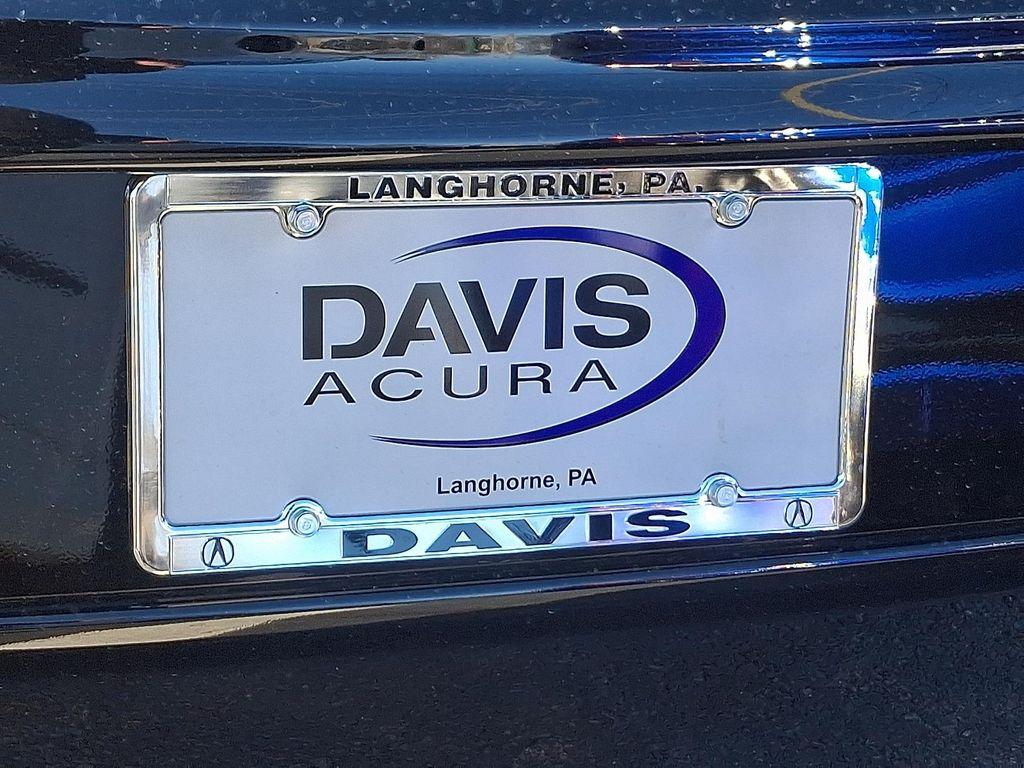 LANGHORNE, PA.
DAVIS
ACURA
Langhorne, PA
DAVIS